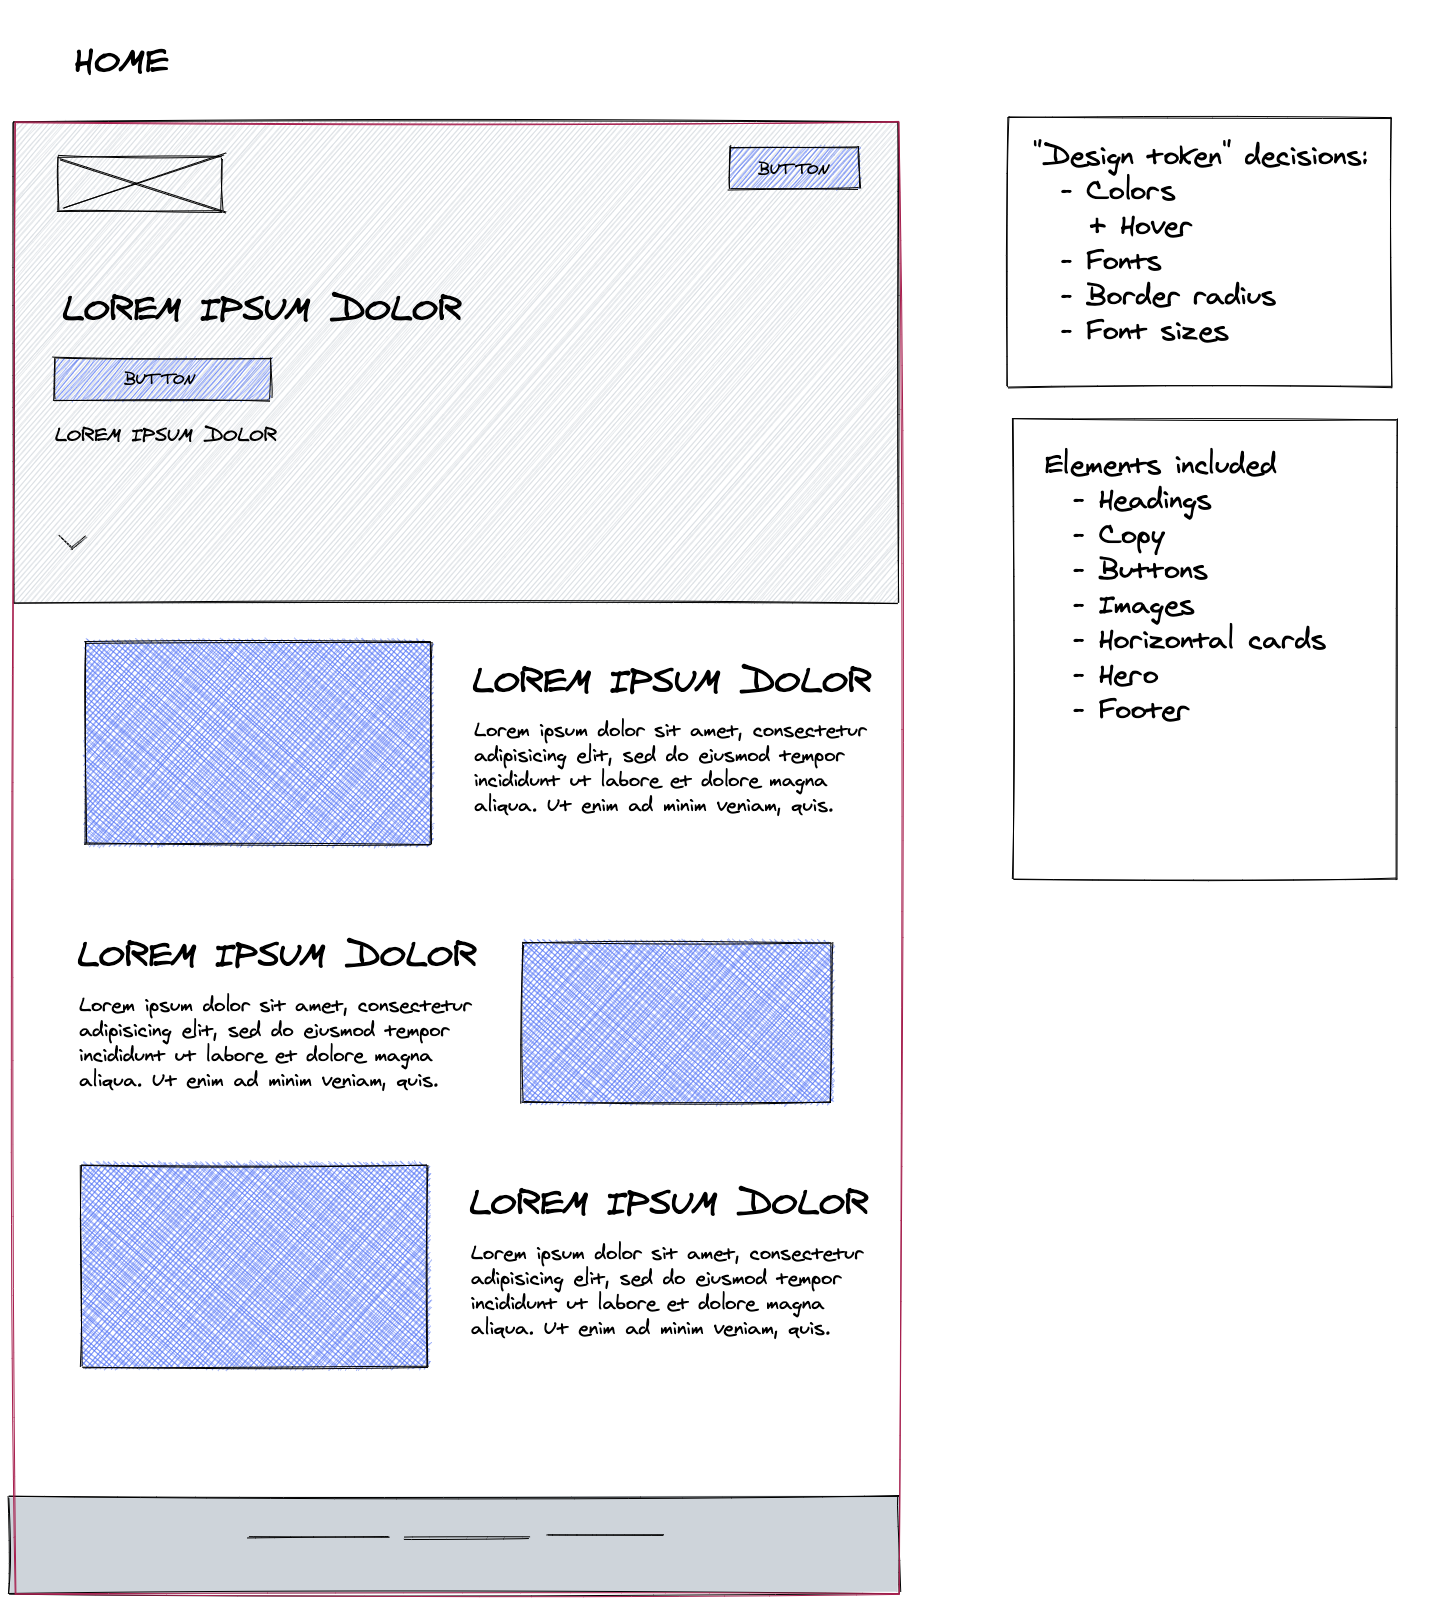 HOME
BUTTON
LOREM IPSUM DOLOR
BUTTON
LOREM IPSUM DOLOR
LOREM IPSUM DOLOR
Lorem ipsum dolor sit amet, consectetur
adipisicing elit, sed do eiusmod tempor
incididunt ut labore et dolore magna
aliqua. Ut enim ad minim veniam, quis.
LOREM IPSUM DOLOR
Lorem ipsum dolor sit amet, consectetur
adipisicing elit, sed do eiusmod tempor
incididunt ut labore et dolore magna
aliqua. Ut enim ad minim veniam, quis.
LOREM IPSUM DOLOR
Lorem ipsum dolor sit amet, consectetur
adipisicing elit, sed do eiusmod tempor
incididunt ut labore et dolore magna
aliqua. Ut enim ad minim veniam, quis.
"Design token" decisions:
- Colors
+ Hover
- Fonts
- Border radius
- Font sizes
Elements included
- Headings
- Copy
- Buttons
- Images
- Horizontal cards
- Hero
- Footer